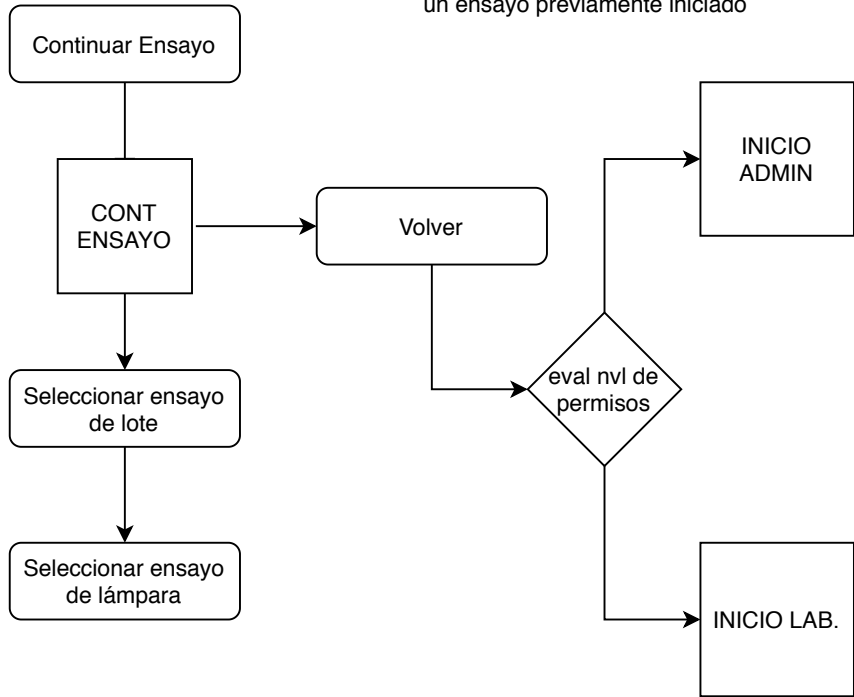 un ensayo previamente iniciado
Continuar Ensayo
INICIO
ADMIN
CONT
ENSAYO
Volver
eval nvl de
permisos
Seleccionar ensayo
de lote
Seleccionar ensayo
de lámpara
INICIO LAB.